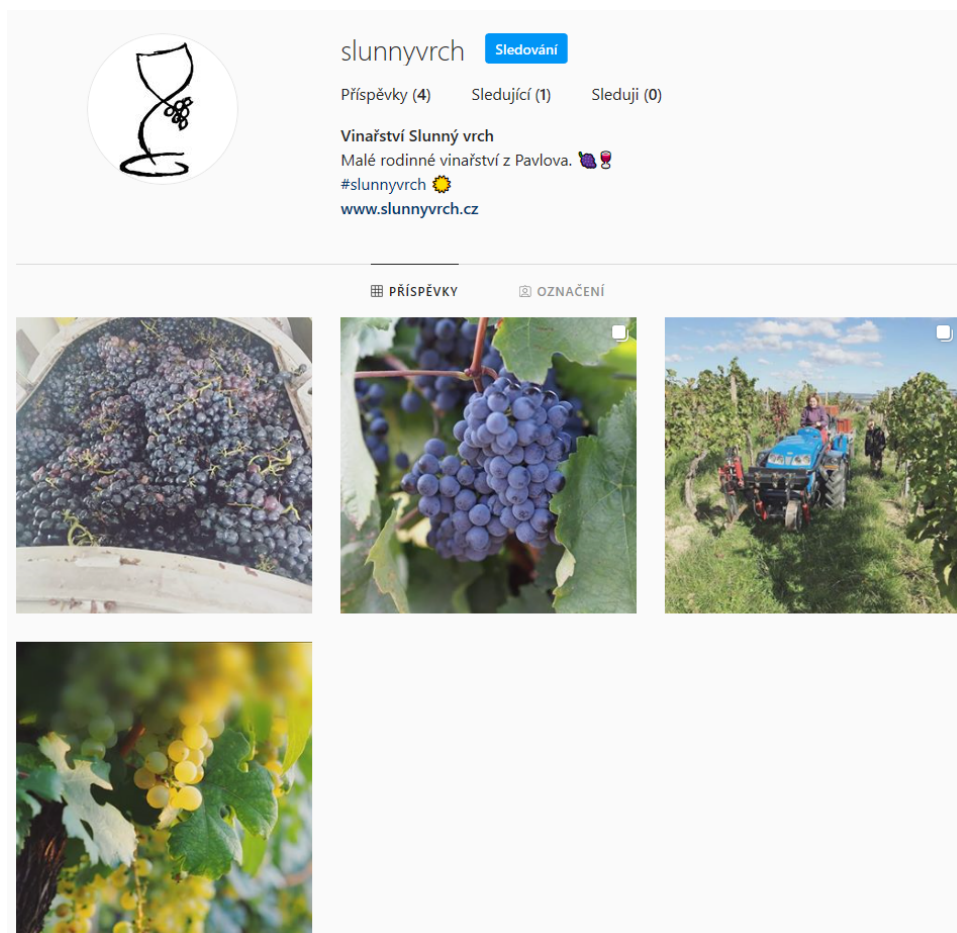 slunnyvrch
Sledování
Příspěvky (4) Sledující (1) Sleduji (0)
Vinařství Slunný vrch
Malé rodinné vinařství z Pavlova. 🍇🍷
#slunnyvrch 🌞
www.slunnyvrch.cz
PŘÍSPĚVKY OZNAČENÍ